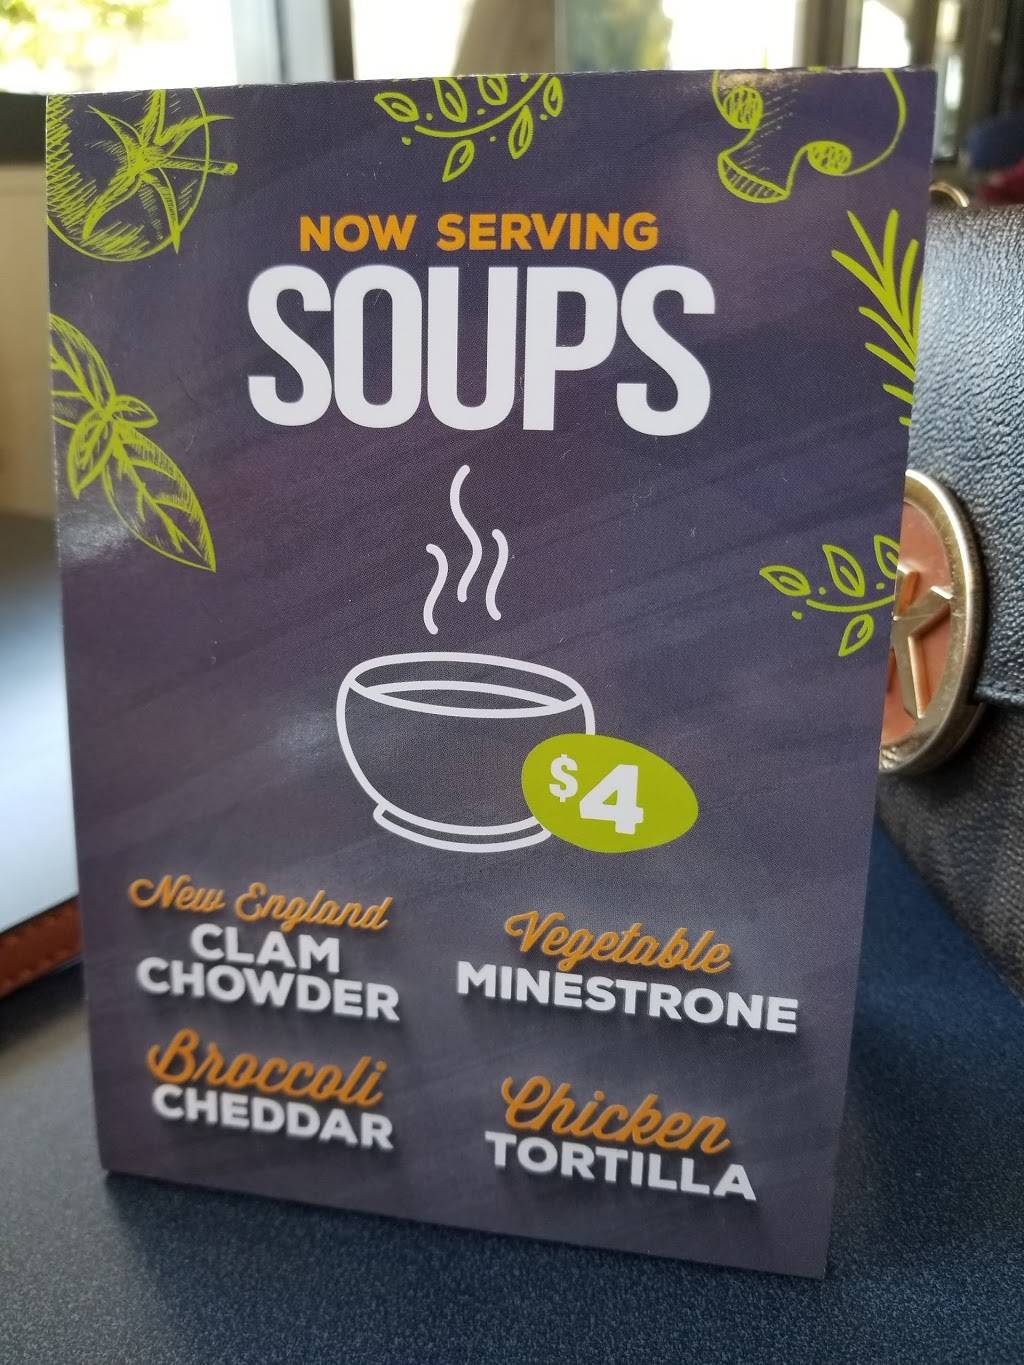 NOW SERVING
SOUPS
$4
New England
CLAM
CHOWDER
Vegetable
MINESTRONE
Broccoli
CHEDDAR
Chicken
TORTILLA
K